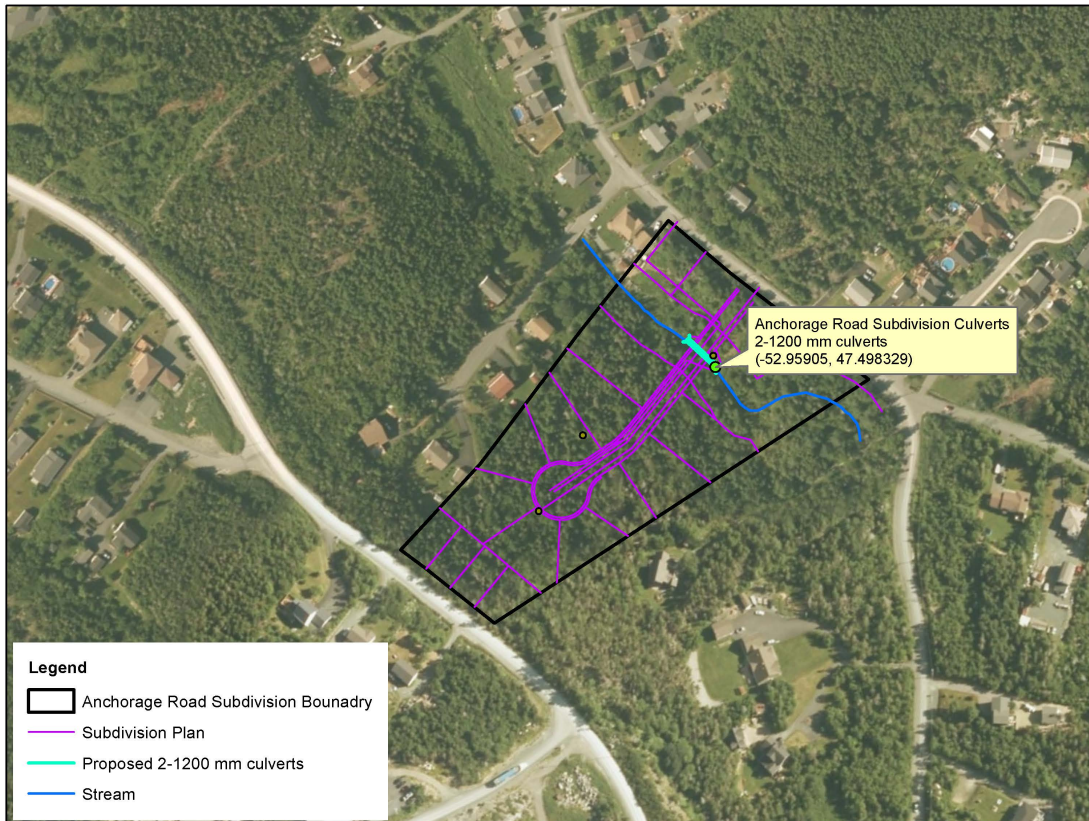 Anchorage Road Subdivision Culverts
2-1200 mm culverts
(-52.95905, 47.498329)
Legend
Anchorage Road Subdivision Bounadry
Subdivision Plan
Proposed 2-1200 mm culverts
Stream